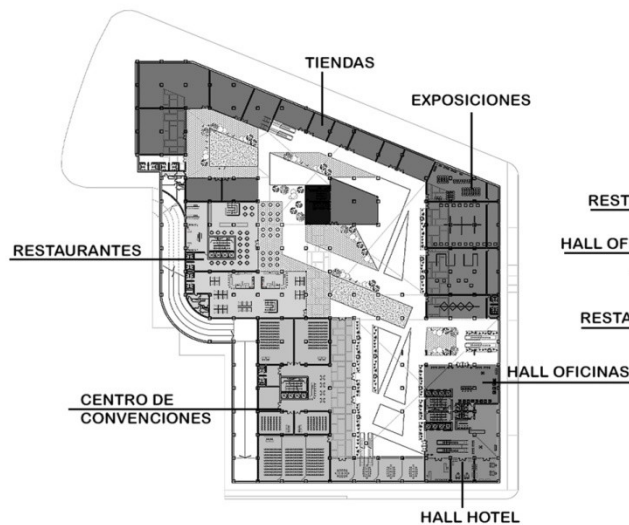 TIENDAS
EXPOSICIONES
REST
RESTAURANTES
HALL OF
RESTA
HALL OFICINAS
CENTRO DE
CONVENCIONES
HALL HOTEL